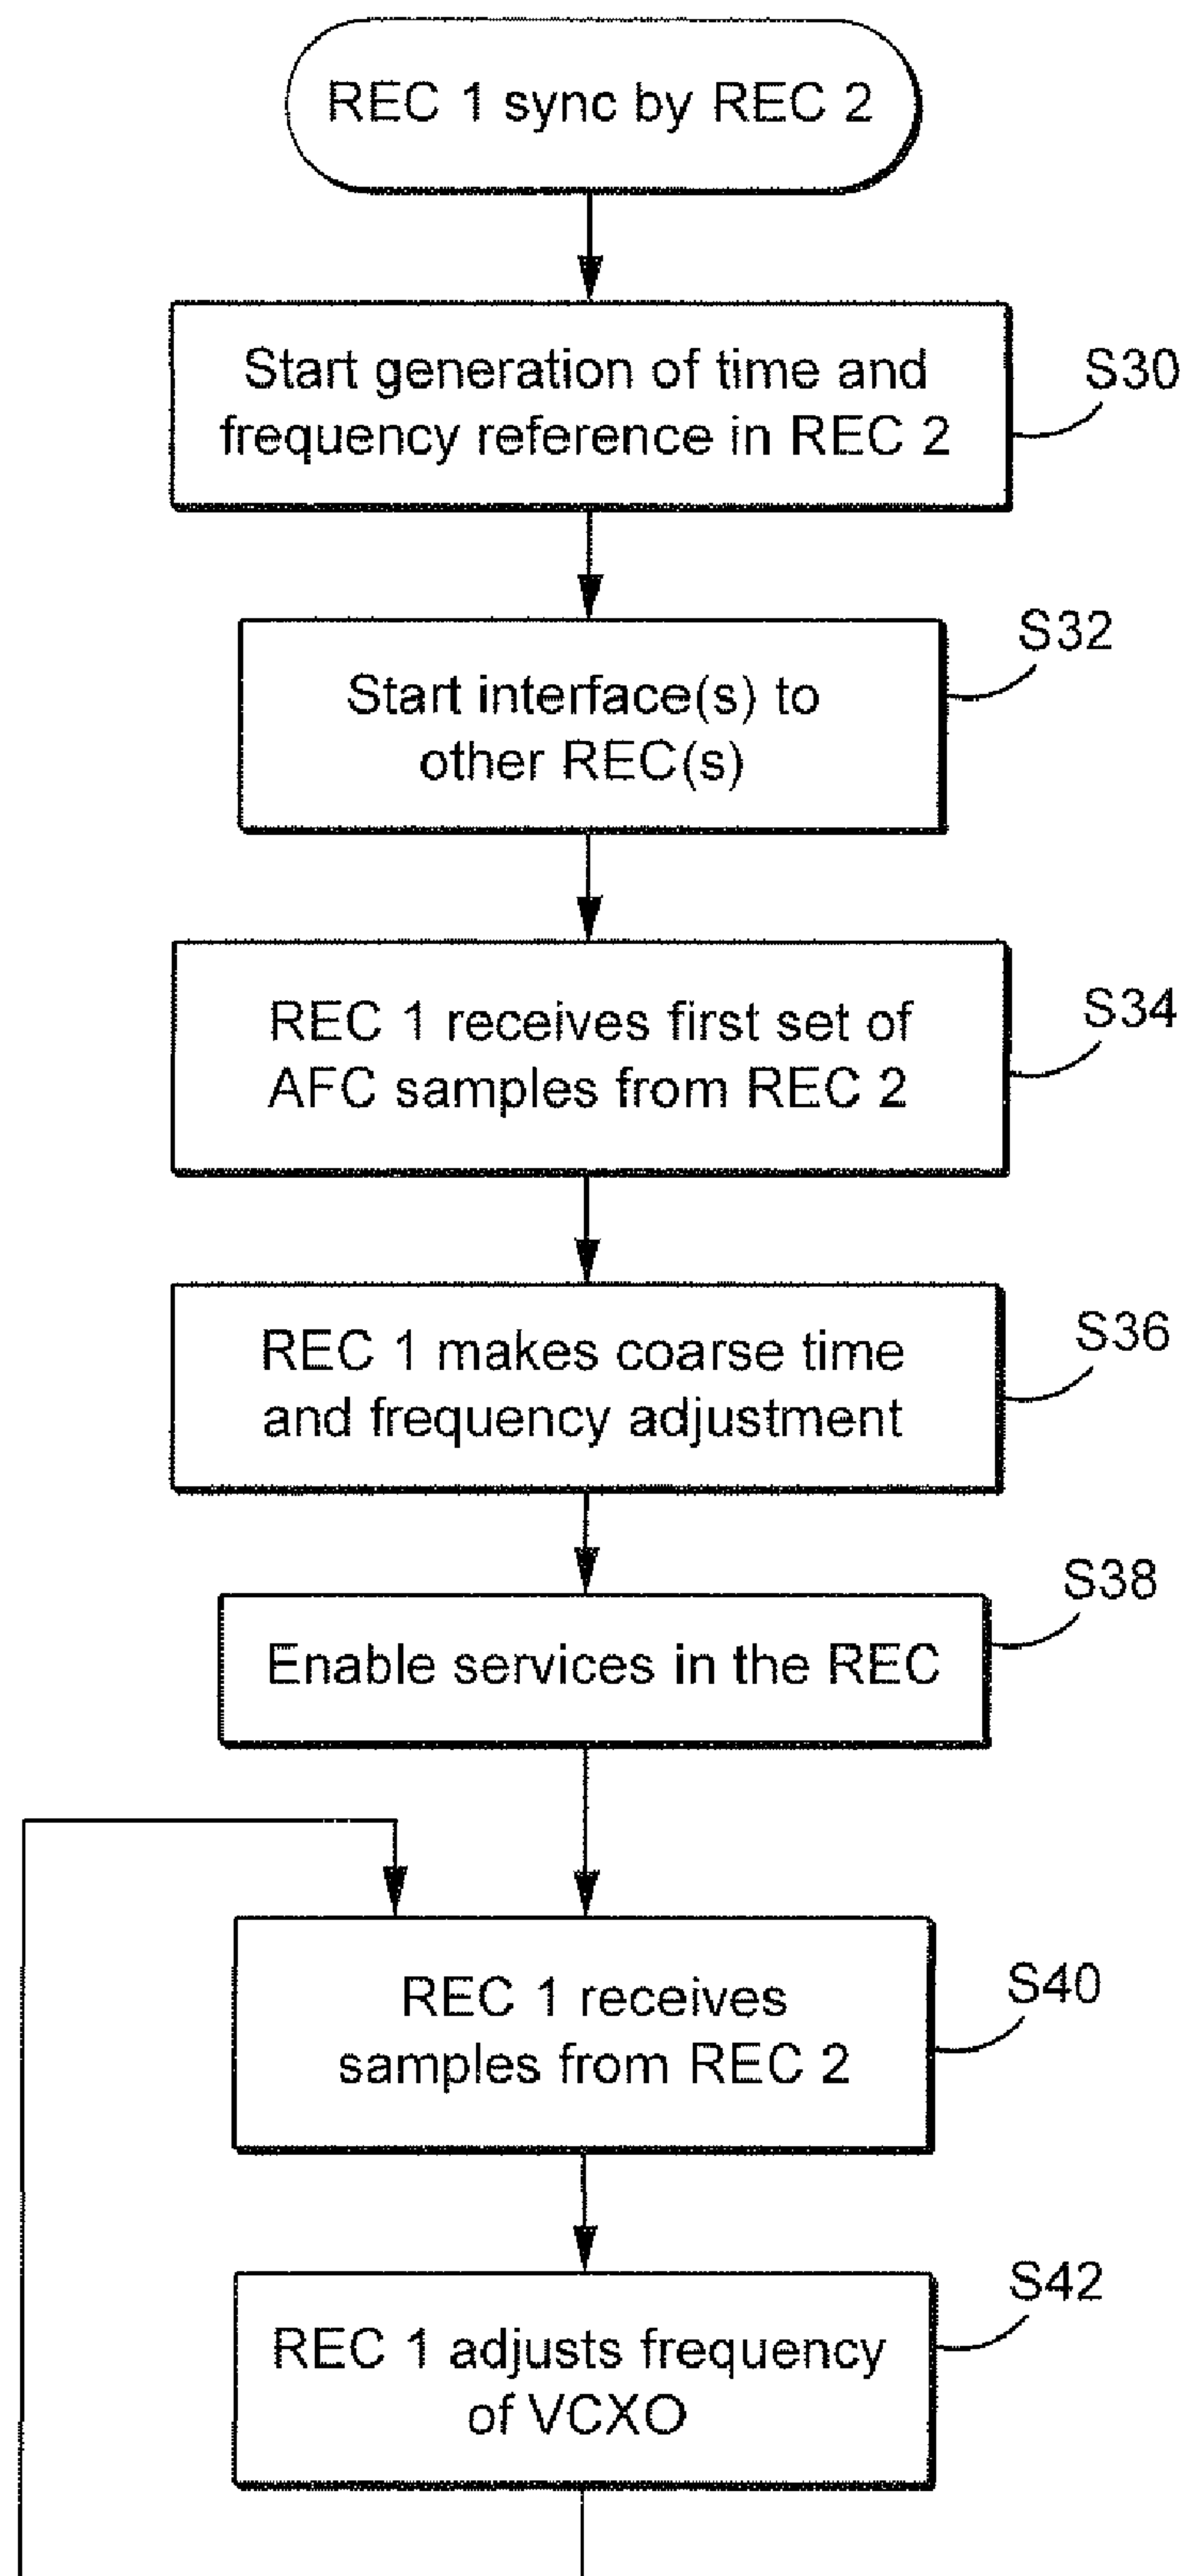 REC 1 sync by REC 2
Start generation of time and
frequency reference in REC 2
S30
Start interface(s) to
other REC(s)
S32
REC 1 receives first set of
AFC samples from REC 2
S34
REC 1 makes coarse time
and frequency adjustment
S36
Enable services in the REC
S38
REC 1 receives
samples from REC 2
S40
REC 1 adjusts frequency
of VCXO
S42